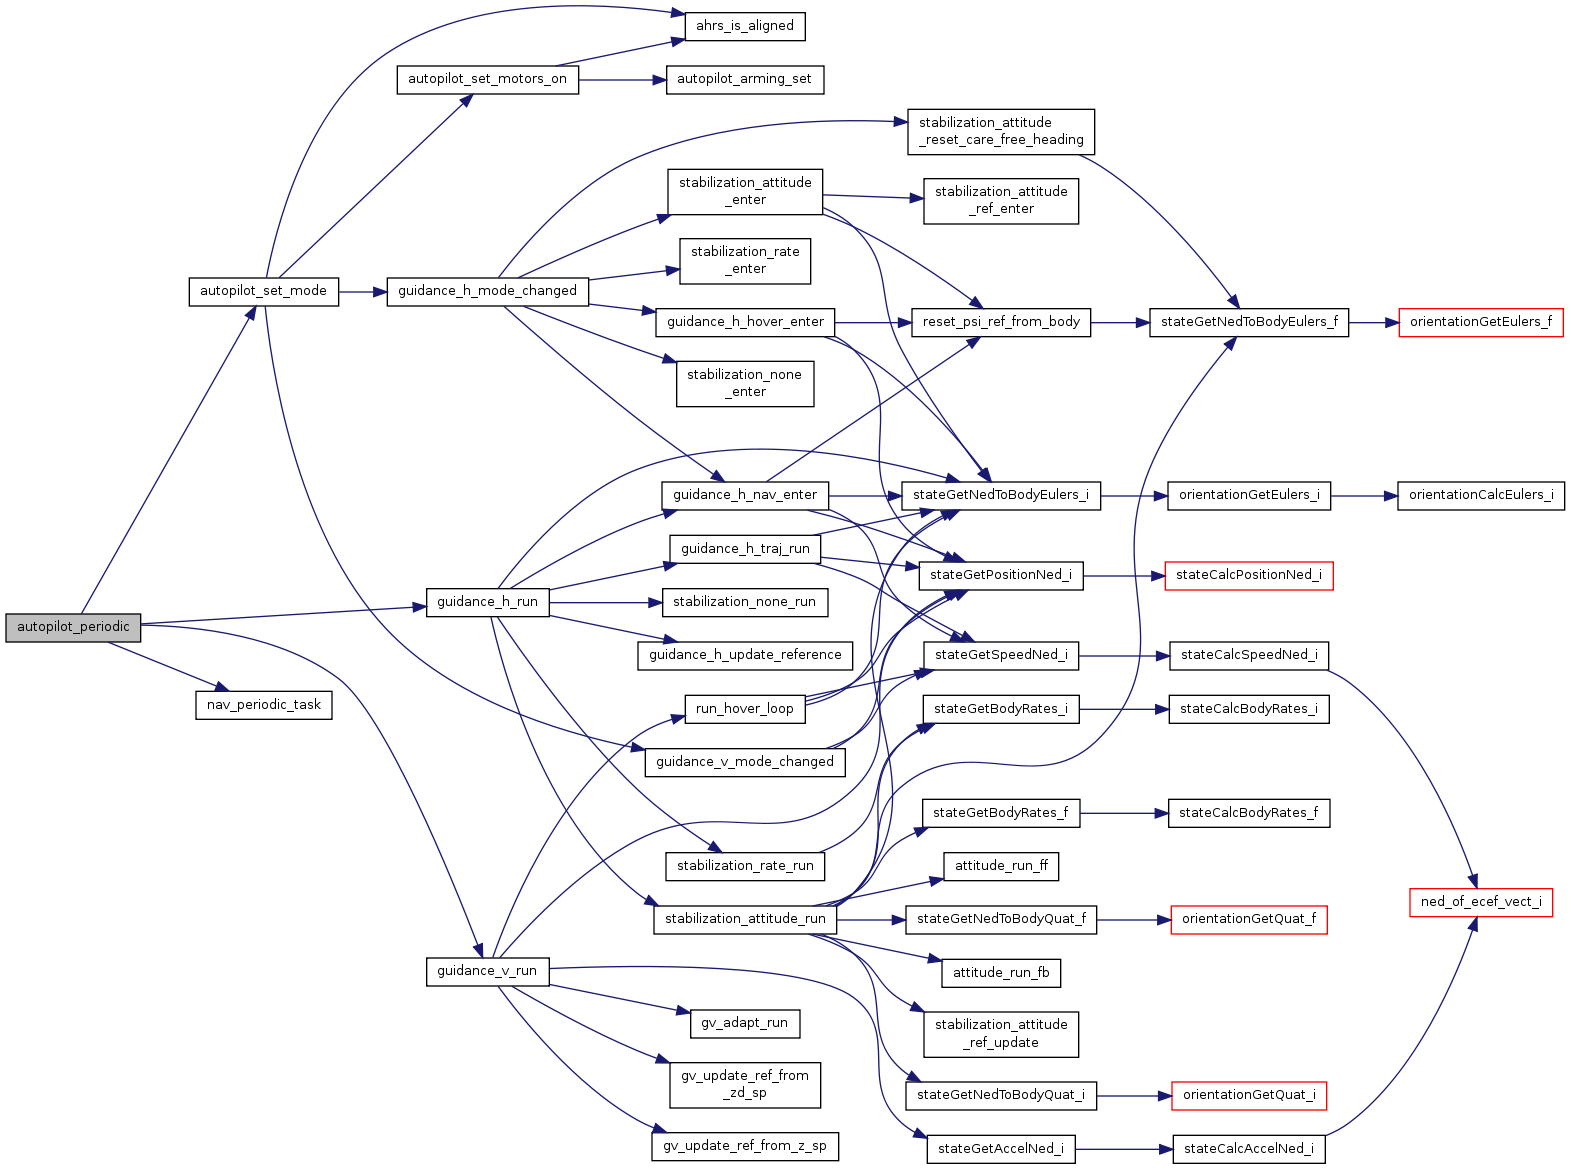 ahrs_is_aligned
autopilot_set_motors_on
autopilot_arming_set
stabilization_attitude
_reset_care_free_heading
stabilization_attitude
_enter
stabilization_attitude
_ref_enter
stabilization_rate
_enter
autopilot_set_mode
guidance_h_mode_changed
guidance_h_hover_enter
reset_psi_ref_from_body
stateGetNedToBodyEulers_f
orientationGetEulers_f
stabilization_none
_enter
guidance_h_nav_enter
stateGetNedToBodyEulers_i
orientationGetEulers_i
orientationCalcEulers_i
guidance_h_traj_run
stateGetPositionNed_i
stateCalcPositionNed_i
guidance_h_run
stabilization_none_run
autopilot_periodic
guidance_h_update_reference
stateGetSpeedNed_i
stateCalcSpeedNed_i
nav_periodic_task
run_hover_loop
stateGetBodyRates_i
stateCalcBodyRates_i
guidance_v_mode_changed
stateGetBodyRates_f
stateCalcBodyRates_f
stabilization_rate_run
attitude_run_ff
ned_of_ecef_vect_i
stabilization_attitude_run
stateGetNedToBodyQuat_f
orientationGetQuat_f
guidance_v_run
attitude_run_fb
gv_adapt_run
stabilization_attitude
_ref_update
gv_update_ref_from
_zd_sp
stateGetNedToBodyQuat_i
orientationGetQuat_i
gv_update_ref_from_z_sp
stateGetAccelNed_i
stateCalcAccelNed_i